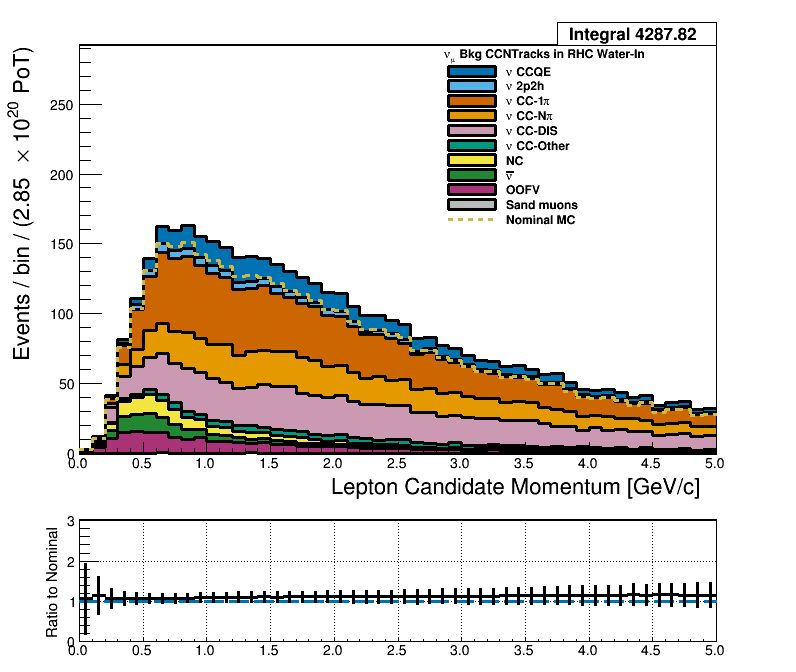 Integral 4287.82
νμ Bkg CCNTracks in RHC Water-In
ν CCQE
ν 2p2h
ν CC-1π
ν CC-Nπ
ν CC-DIS
ν CC-Other
NC
ν̅
OOFV
Sand muons
Nominal MC
Events / bin / (2.85 × 10²⁰ PoT)
250
200
150
100
50
0
0.0 0.5 1.0 1.5 2.0 2.5 3.0 3.5 4.0 4.5 5.0
Lepton Candidate Momentum [GeV/c]
Ratio to Nominal
3
2
1
0
0.0 0.5 1.0 1.5 2.0 2.5 3.0 3.5 4.0 4.5 5.0